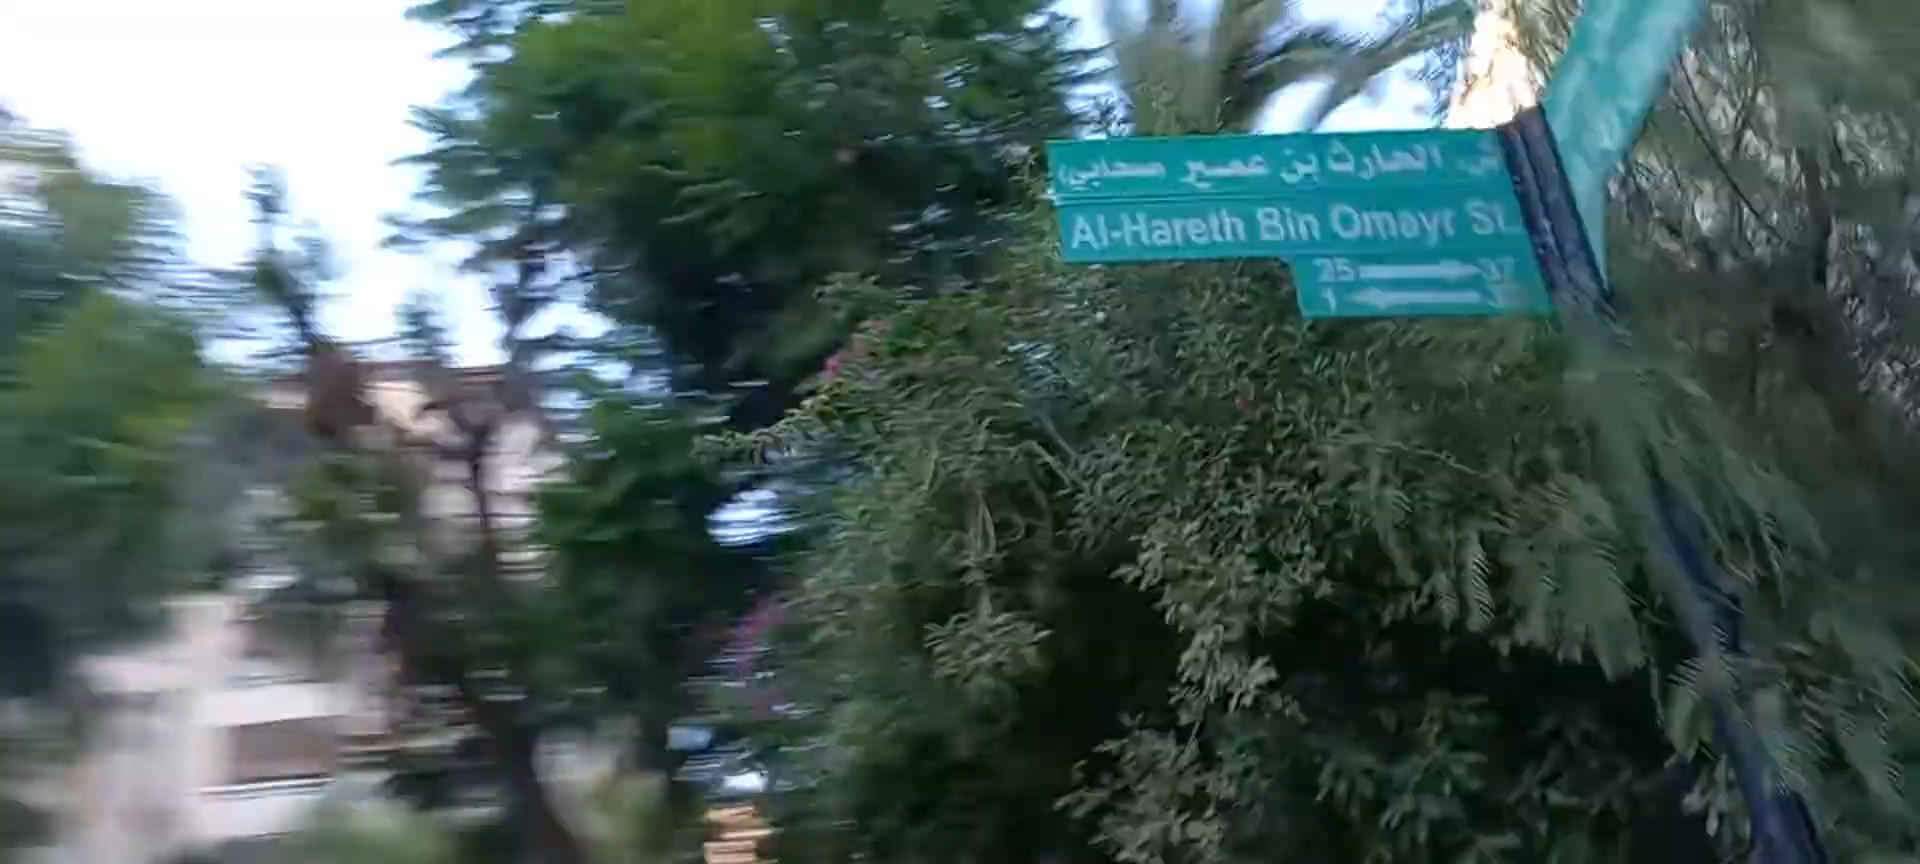 ش. الحارث بن عمير (صحابي)
Al-Hareth Bin Omayr St.
25 37
1